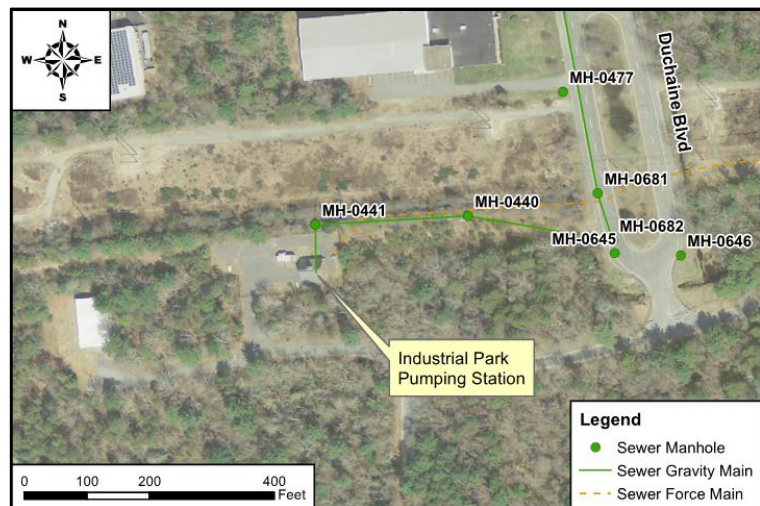 N
W E
S
Duchaine Blvd
MH-0477
MH-0681
MH-0441
MH-0440
MH-0682
MH-0645
MH-0646
Industrial Park
Pumping Station
Legend
Sewer Manhole
Sewer Gravity Main
Sewer Force Main
0 100 200 400
Feet